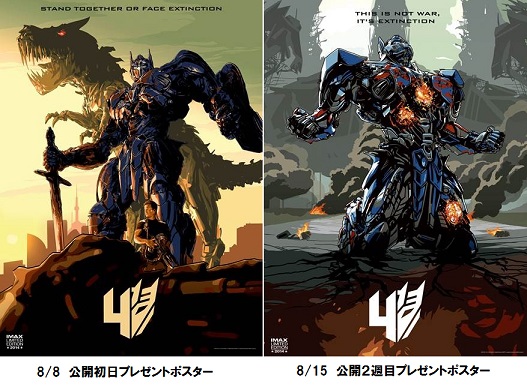 STAND TOGETHER OR FACE EXTINCTION
IMAX
LIMITED
EDITION
2014
8/8 公開初日プレゼントポスター
THIS IS NOT WAR,
IT'S EXTINCTION
IMAX
LIMITED
EDITION
2014
8/15 公開2週目プレゼントポスター